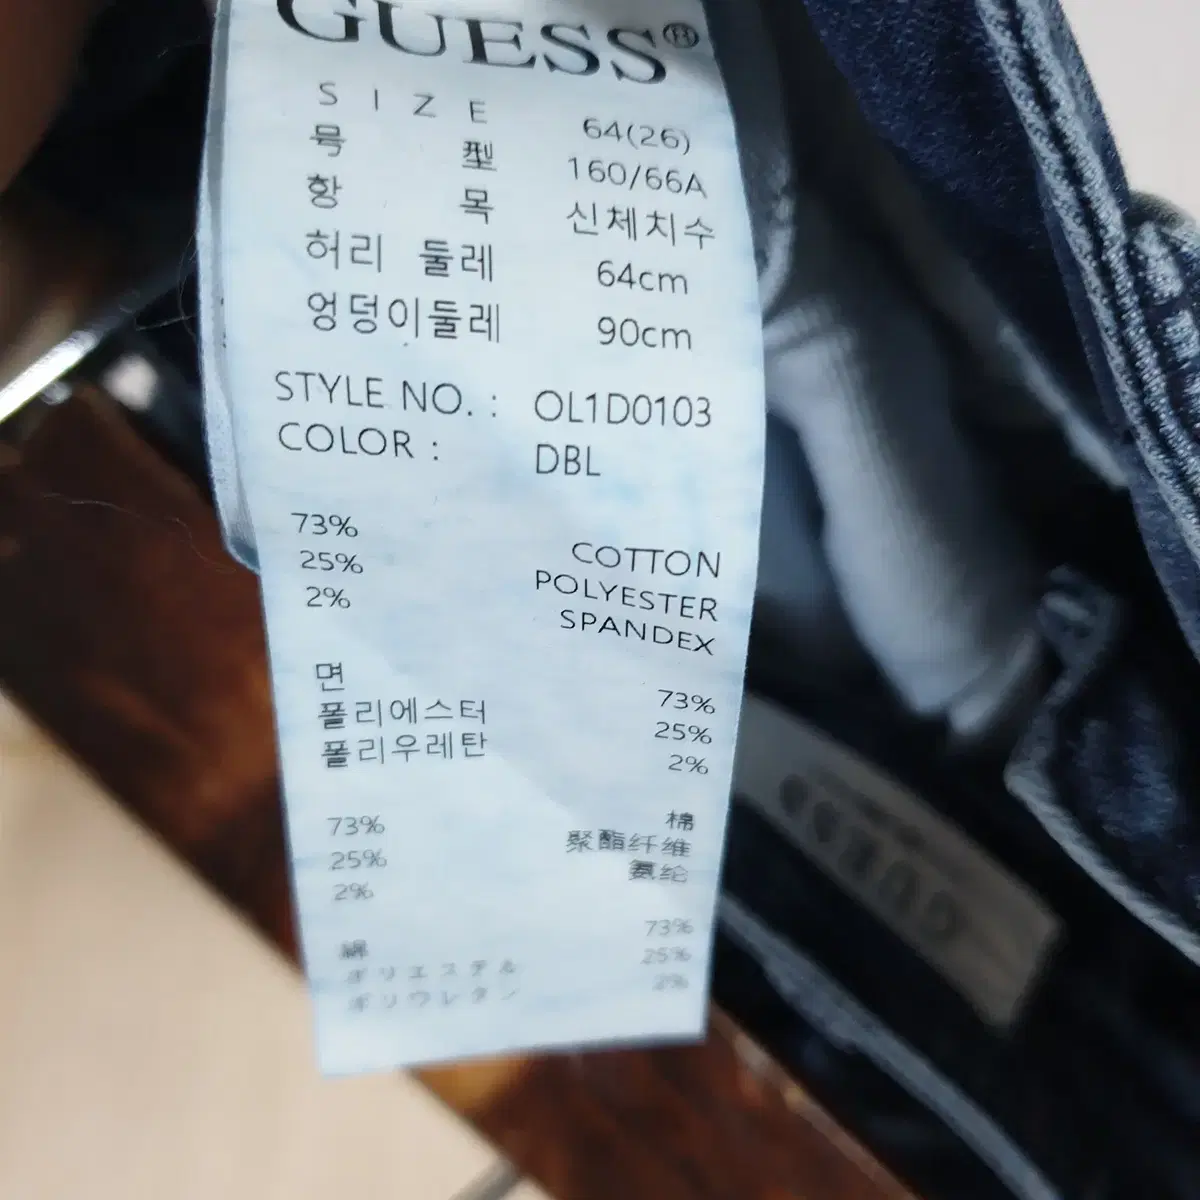 GUESS®
SIZE 64(26)
号 型 160/66A
항 목 신체치수
허리 둘레 64cm
엉덩이둘레 90cm
STYLE NO. : OL1D0103
COLOR : DBL
73% COTTON
25% POLYESTER
2% SPANDEX
면 73%
폴리에스터 25%
폴리우레탄 2%
73% 棉
25% 聚酯纤维
2% 氨纶
綿 73%
ポリエステル 25%
ポリウレタン 2%